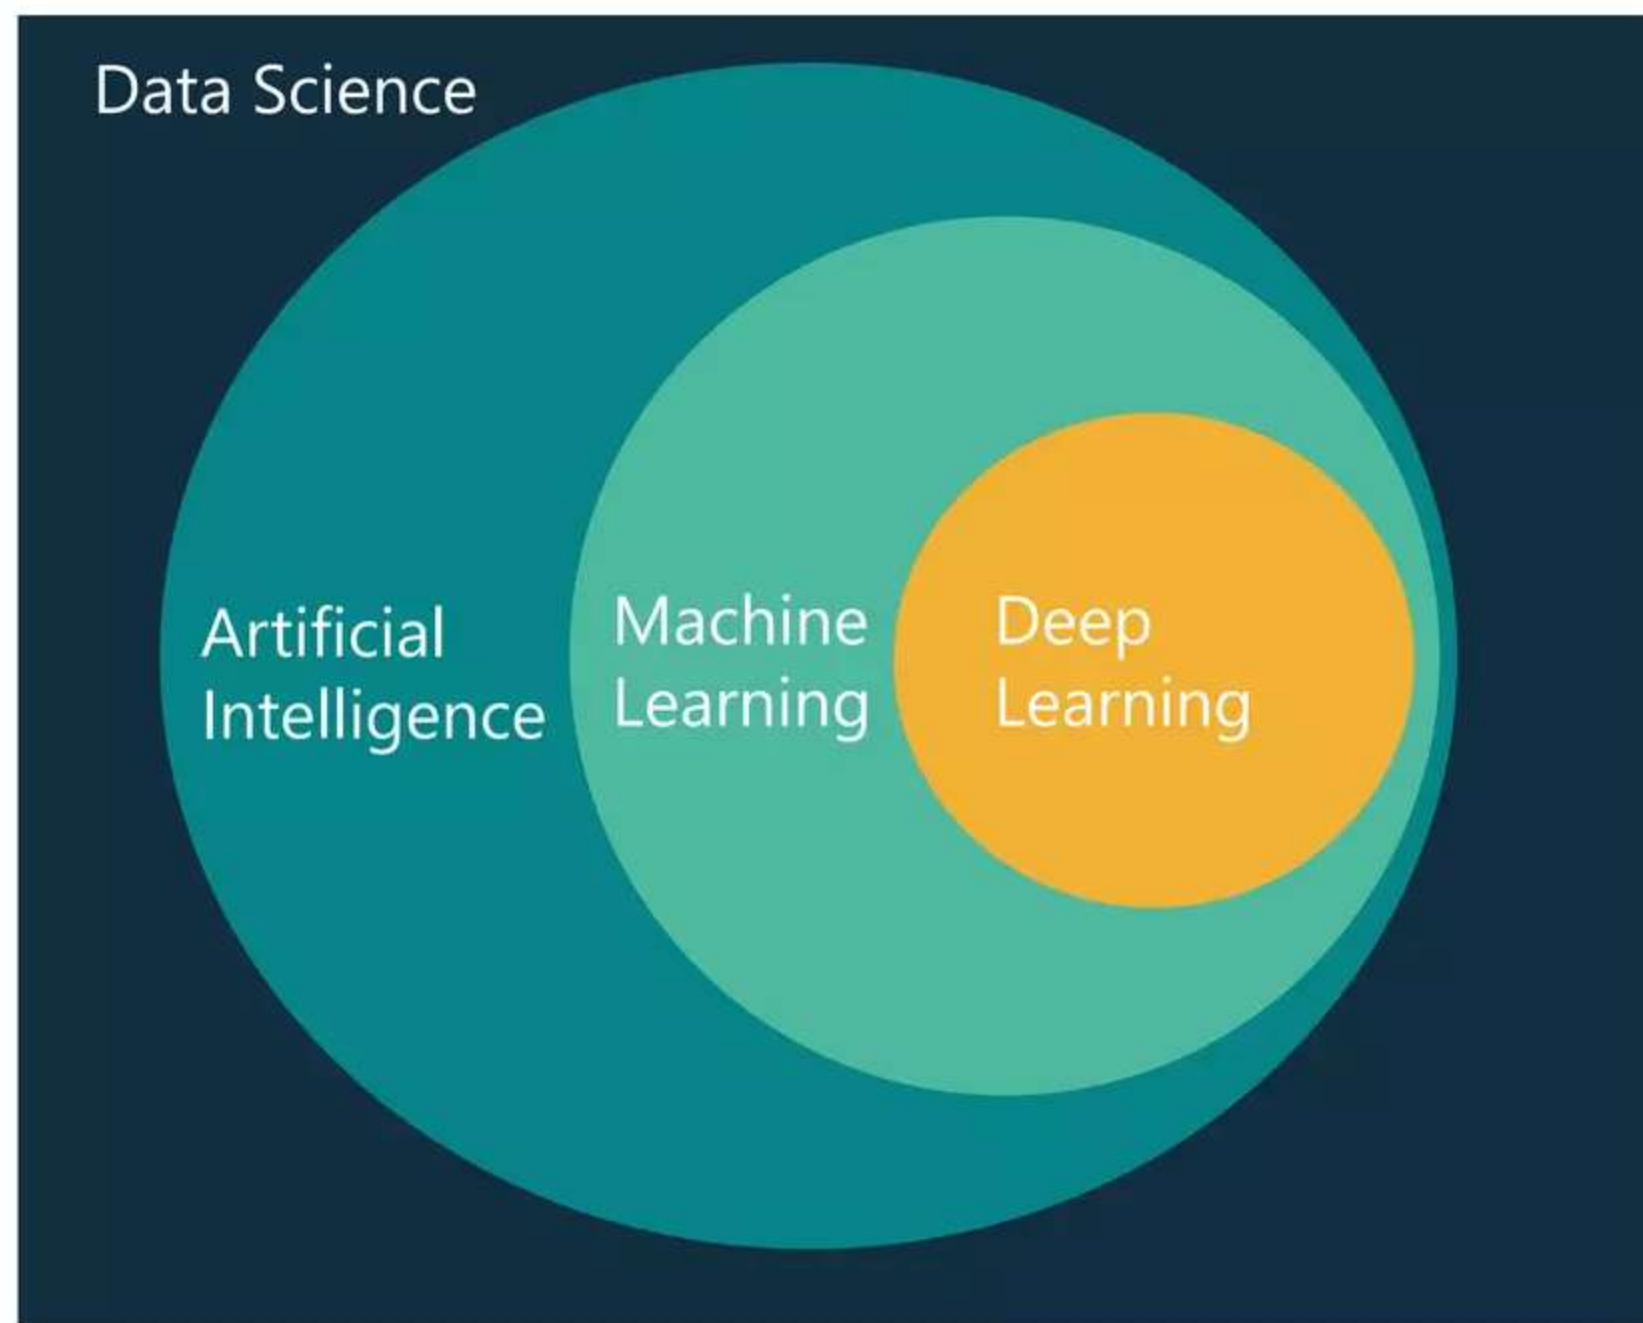 Data Science
Artificial
Intelligence
Machine
Learning
Deep
Learning